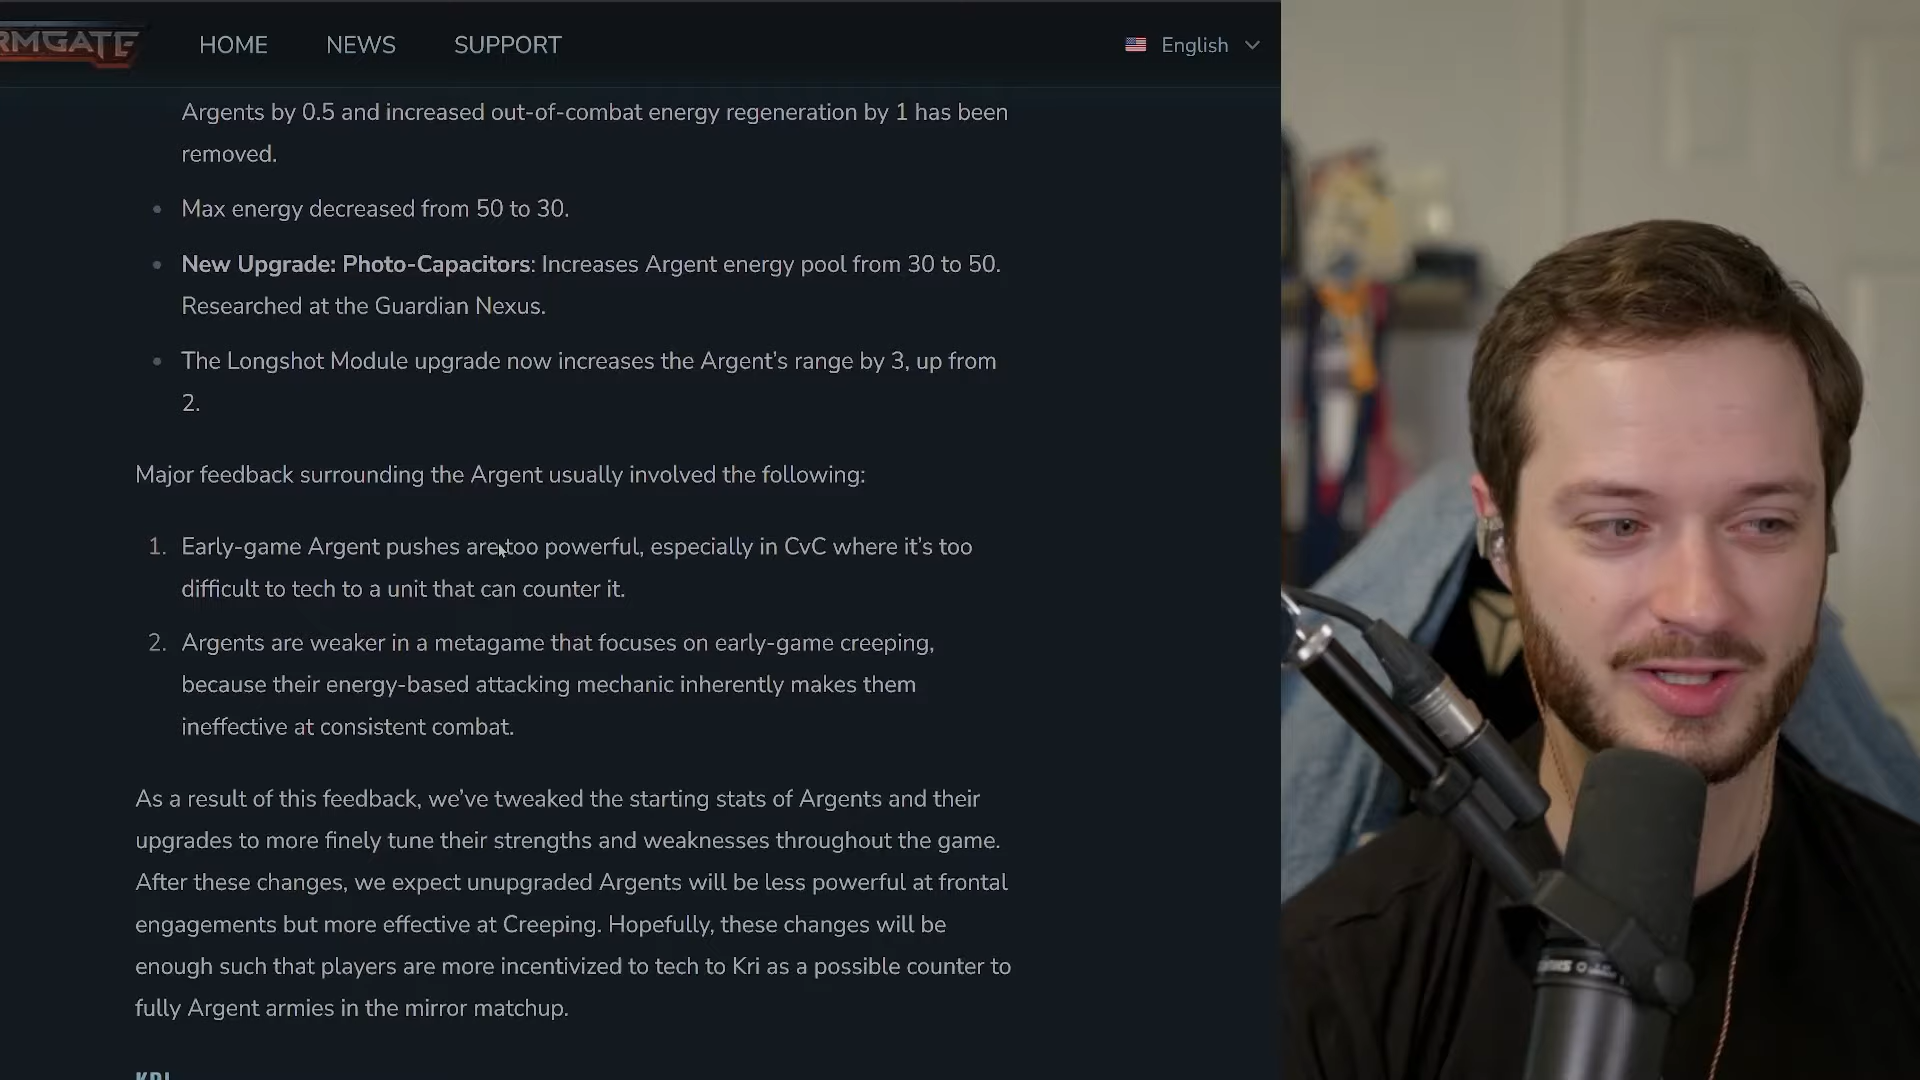 RMGATE
HOME NEWS SUPPORT English
Argents by 0.5 and increased out-of-combat energy regeneration by 1 has been
removed.
Max energy decreased from 50 to 30.
New Upgrade: Photo-Capacitors: Increases Argent energy pool from 30 to 50.
Researched at the Guardian Nexus.
The Longshot Module upgrade now increases the Argent’s range by 3, up from
2.
Major feedback surrounding the Argent usually involved the following:
1. Early-game Argent pushes are too powerful, especially in CvC where it’s too
difficult to tech to a unit that can counter it.
2. Argents are weaker in a metagame that focuses on early-game creeping,
because their energy-based attacking mechanic inherently makes them
ineffective at consistent combat.
As a result of this feedback, we’ve tweaked the starting stats of Argents and their
upgrades to more finely tune their strengths and weaknesses throughout the game.
After these changes, we expect unupgraded Argents will be less powerful at frontal
engagements but more effective at Creeping. Hopefully, these changes will be
enough such that players are more incentivized to tech to Kri as a possible counter to
fully Argent armies in the mirror matchup.
KRI